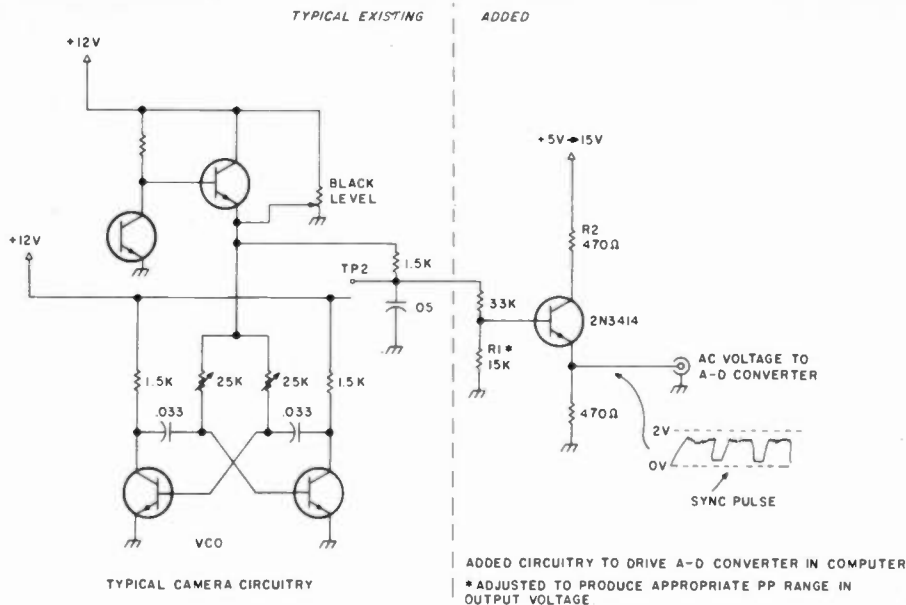 TYPICAL EXISTING
ADDED
+12V
+5V➔15V
BLACK
LEVEL
R2
470Ω
+12V
1.5K
TP2
33K
2N3414
.05
R1*
15K
AC VOLTAGE TO
A-D CONVERTER
1.5K
25K
25K
1.5K
470Ω
.033
.033
2V
0V
SYNC PULSE
VCO
TYPICAL CAMERA CIRCUITRY
ADDED CIRCUITRY TO DRIVE A-D CONVERTER IN COMPUTER
*ADJUSTED TO PRODUCE APPROPRIATE PP RANGE IN
OUTPUT VOLTAGE